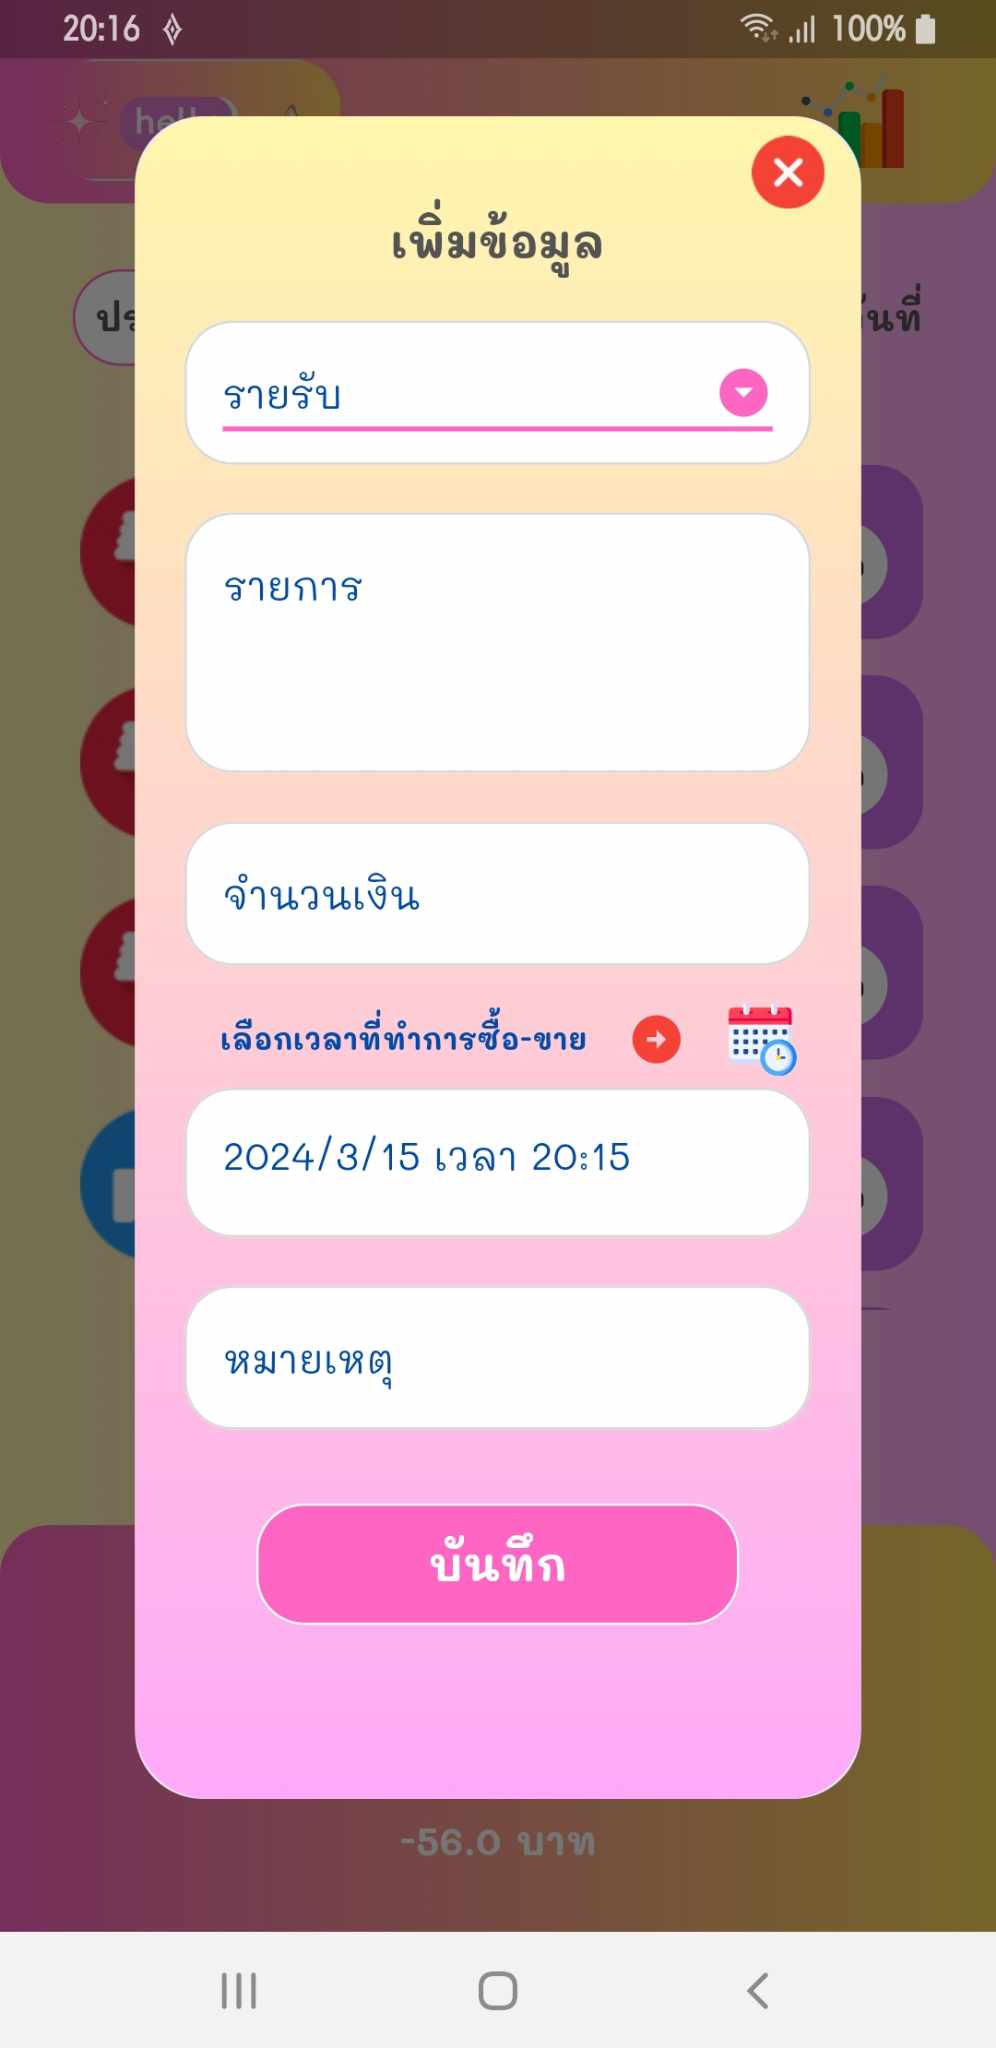 20:16 100%
เพิ่มข้อมูล
รายรับ
รายการ
จำนวนเงิน
เลือกเวลาที่ทำการซื้อ-ขาย
2024/3/15 เวลา 20:15
หมายเหตุ
บันทึก
-56.0 บาท